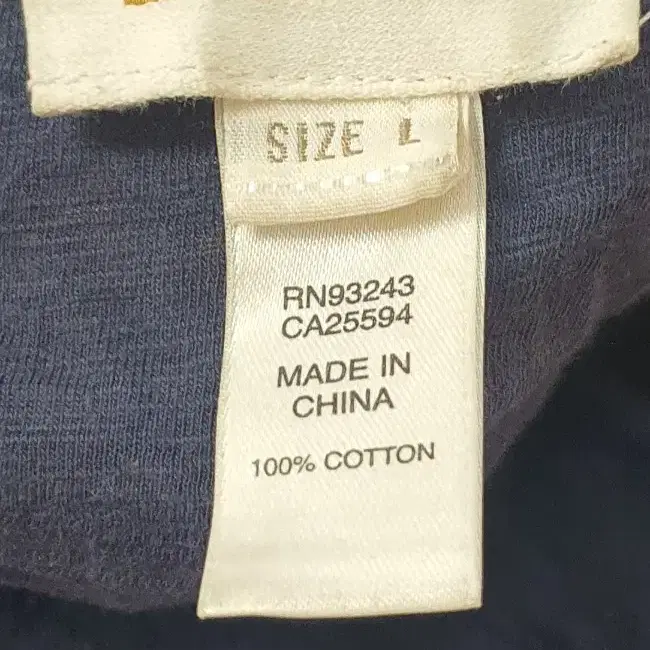 SIZE L
RN93243
CA25594
MADE IN
CHINA
100% COTTON